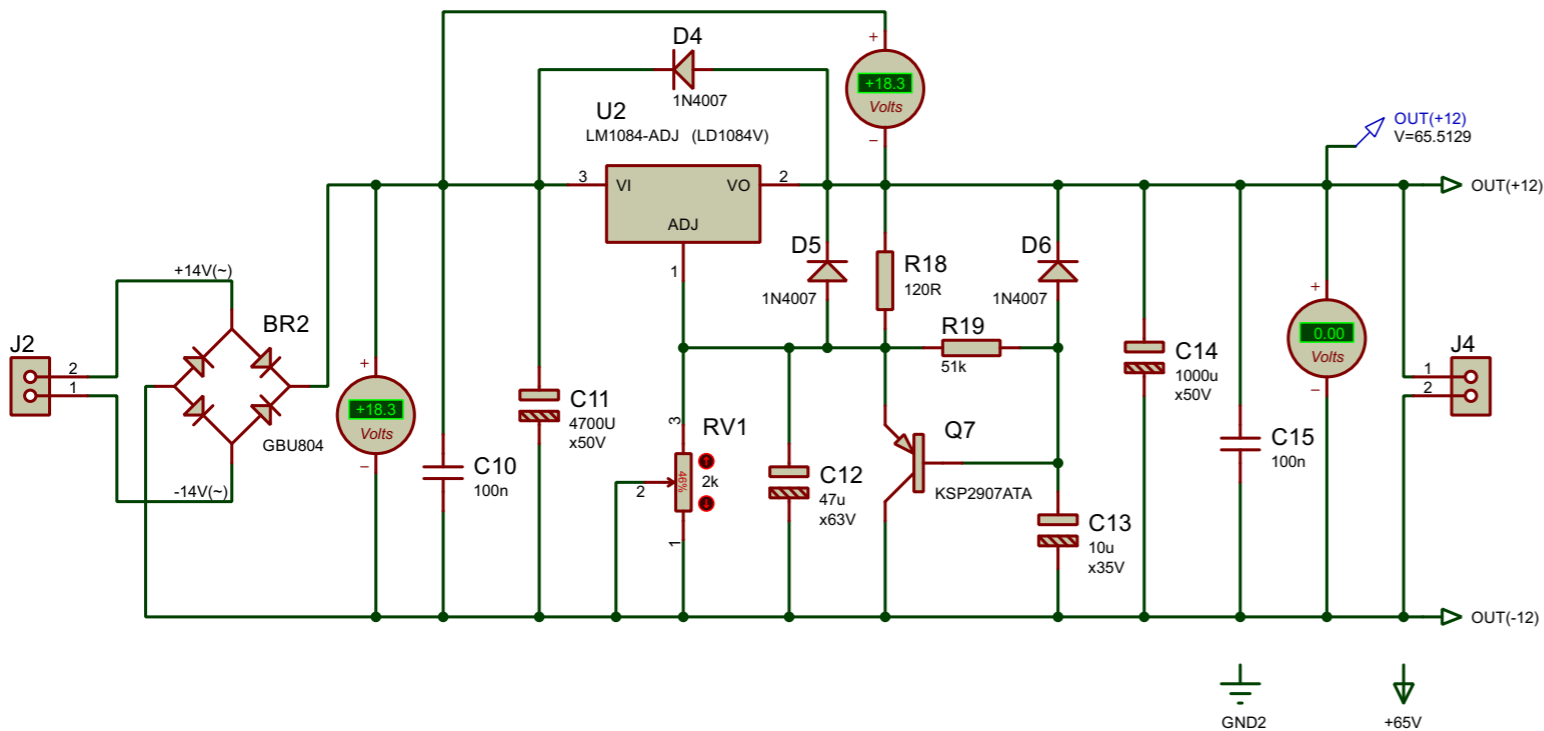 D4
1N4007
+
+18.3
Volts
−
U2
LM1084-ADJ (LD1084V)
OUT(+12)
V=65.5129
3
VI
VO
2
ADJ
1
OUT(+12)
+14V(~)
BR2
GBU804
-14V(~)
J2
2
1
+
+18.3
Volts
−
C10
100n
C11
4700U
x50V
D5
1N4007
R18
120R
D6
1N4007
R19
51k
RV1
2k
3
46%
2
1
C12
47u
x63V
Q7
KSP2907ATA
C13
10u
x35V
C14
1000u
x50V
C15
100n
+
0.00
Volts
−
J4
1
2
OUT(-12)
GND2
+65V